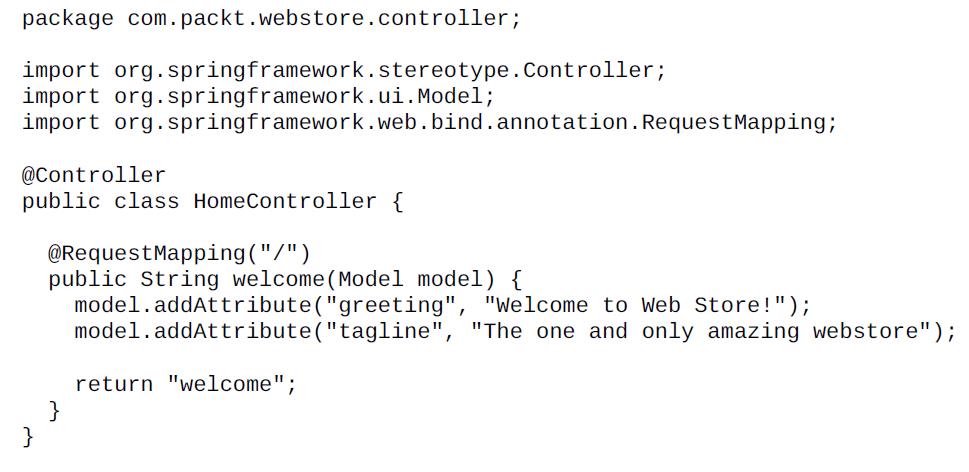 package com.packt.webstore.controller;

import org.springframework.stereotype.Controller;
import org.springframework.ui.Model;
import org.springframework.web.bind.annotation.RequestMapping;

@Controller
public class HomeController {

  @RequestMapping("/")
  public String welcome(Model model) {
    model.addAttribute("greeting", "Welcome to Web Store!");
    model.addAttribute("tagline", "The one and only amazing webstore");

    return "welcome";
  }
}